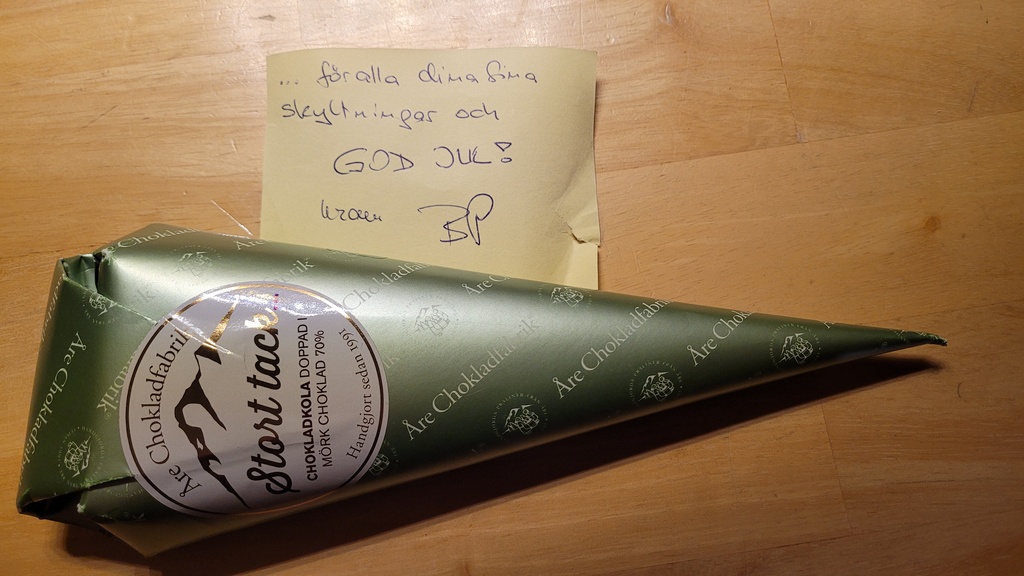 ... för alla dina fina
skyltningar och
GOD JUL!
kram BP
Åre Chokladfabrik
Stort tack...
CHOKLADKOLA DOPPAD I
MÖRK CHOKLAD 70%
Handgjort sedan 1991
Åre Chokladfabrik
Åre Chokladfabrik
Åre Chokladfabrik
Åre